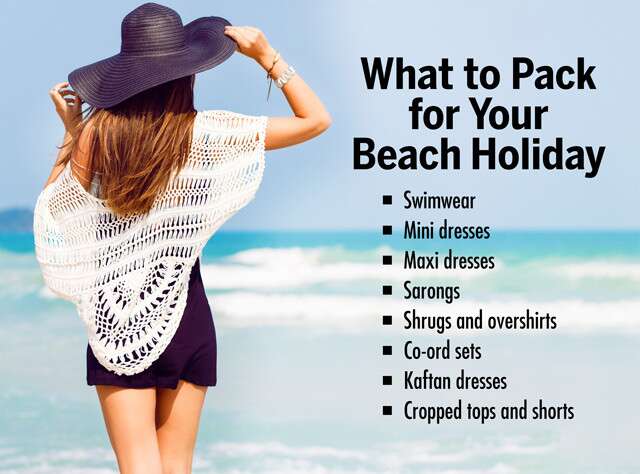 What to Pack
for Your
Beach Holiday
▪ Swimwear
▪ Mini dresses
▪ Maxi dresses
▪ Sarongs
▪ Shrugs and overshirts
▪ Co-ord sets
▪ Kaftan dresses
▪ Cropped tops and shorts